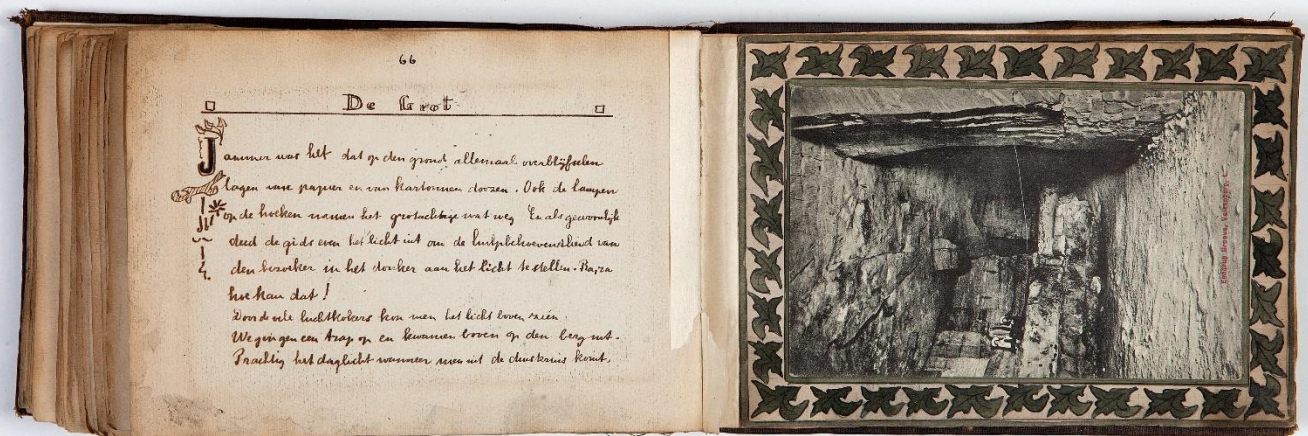 66
De Grot
Jammer was het dat op den grond allemaal overblijfselen
lagen van papier en van kartonnen doozen. Ook de lampen
op de hoeken namen het grotachtige wat weg. En als gewoonlijk
deed de gids even het licht uit om de hulpbehoevendheid van
den bezoeker in het donker aan het licht te stellen.
hoe kan dat!
Door de vele luchtkokers kon men het licht boven zien.
We gingen een trap op en kwamen boven op den berg uit.
Prachtig het daglicht wanneer men uit de duisternis komt.